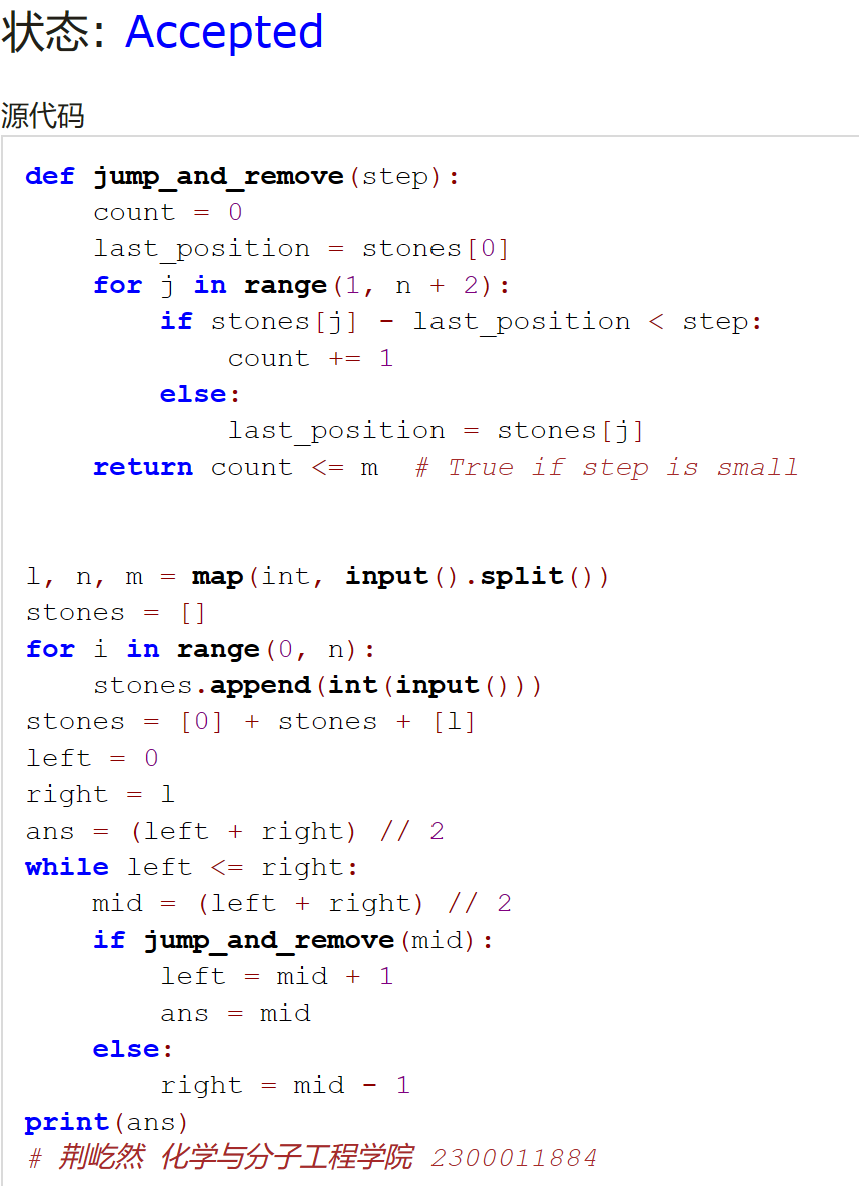 状态: Accepted
源代码
def jump_and_remove(step):
    count = 0
    last_position = stones[0]
    for j in range(1, n + 2):
        if stones[j] - last_position < step:
            count += 1
        else:
            last_position = stones[j]
    return count <= m  # True if step is small
l, n, m = map(int, input().split())
stones = []
for i in range(0, n):
    stones.append(int(input()))
stones = [0] + stones + [l]
left = 0
right = l
ans = (left + right) // 2
while left <= right:
    mid = (left + right) // 2
    if jump_and_remove(mid):
        left = mid + 1
        ans = mid
    else:
        right = mid - 1
print(ans)
# 荆屹然 化学与分子工程学院 2300011884